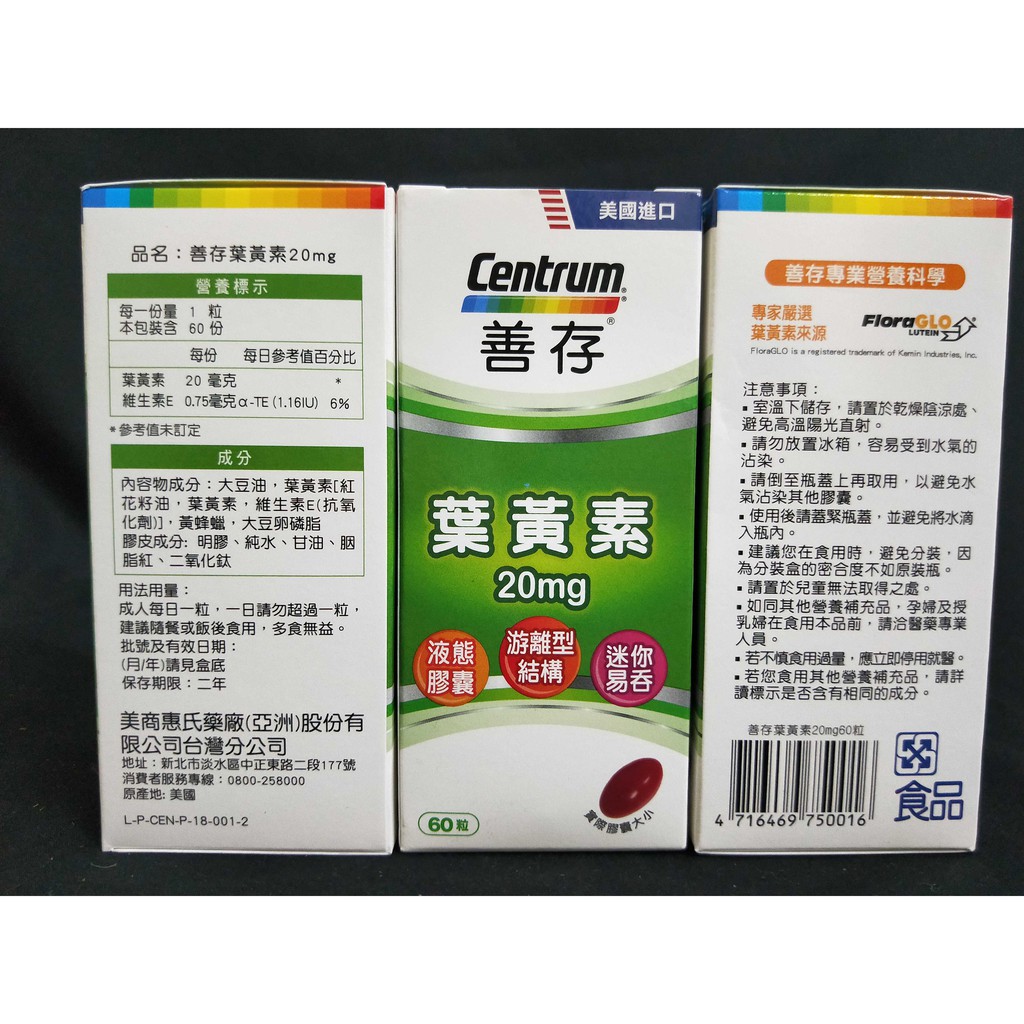 品名：善存葉黃素20mg
營養標示
每一份量 1 粒
本包裝含 60 份
每份 每日參考值百分比
葉黃素 20 毫克 *
維生素E 0.75毫克α-TE (1.16IU) 6%
*參考值未訂定
成分
內容物成分：大豆油，葉黃素[紅
花籽油，葉黃素，維生素E(抗氧
化劑)]，黃蜂蠟，大豆卵磷脂
膠皮成分: 明膠、純水、甘油、胭
脂紅、二氧化鈦
用法用量：
成人每日一粒，一日請勿超過一粒，
建議隨餐或飯後食用，多食無益。
批號及有效日期：
(月/年)請見盒底
保存期限：二年
美商惠氏藥廠(亞洲)股份有
限公司台灣分公司
地址：新北市淡水區中正東路二段177號
消費者服務專線：0800-258000
原產地: 美國
L-P-CEN-P-18-001-2
美國進口
Centrum®
善存®
葉黃素
20mg
液態
膠囊
游離型
結構
迷你
易吞
60粒
實際膠囊大小
善存專業營養科學
專家嚴選
葉黃素來源
FloraGLO
LUTEIN
FloraGLO is a registered trademark of Kemin Industries, Inc.
注意事項：
▪ 室溫下儲存，請置於乾燥陰涼處、
避免高溫陽光直射。
▪ 請勿放置冰箱，容易受到水氣的
沾染。
▪ 請倒至瓶蓋上再取用，以避免水
氣沾染其他膠囊。
▪ 使用後請蓋緊瓶蓋，並避免將水滴
入瓶內。
▪ 建議您在食用時，避免分裝，因
為分裝盒的密合度不如原裝瓶。
▪ 請置於兒童無法取得之處。
▪ 如同其他營養補充品，孕婦及授
乳婦在食用本品前，請洽醫藥專業
人員。
▪ 若不慎食用過量，應立即停用就醫。
▪ 若您食用其他營養補充品，請詳
讀標示是否含有相同的成分。
善存葉黃素20mg60粒
4 716469 750016
食品